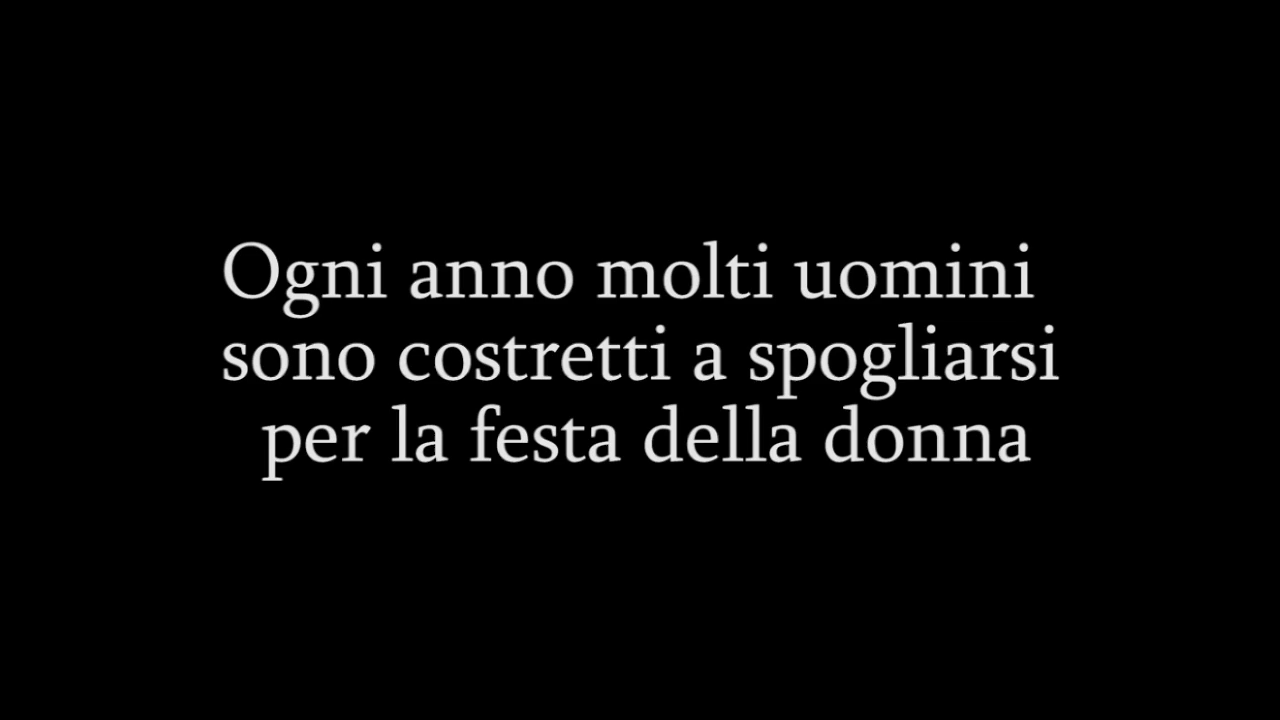 Ogni anno molti uomini
sono costretti a spogliarsi
per la festa della donna